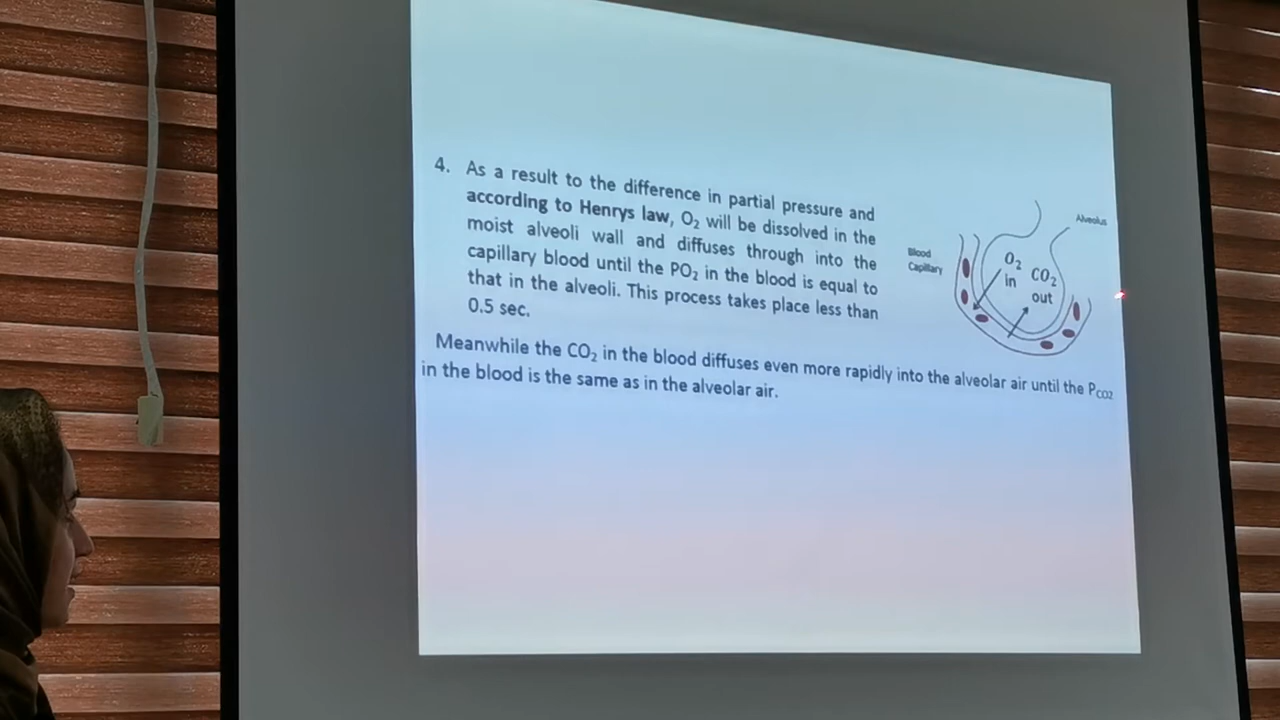 4. As a result to the difference in partial pressure and
according to Henrys law, O₂ will be dissolved in the
moist alveoli wall and diffuses through into the
capillary blood until the PO₂ in the blood is equal to
that in the alveoli. This process takes place less than
0.5 sec.
Alveolus
Blood
Capillary
O₂
in
CO₂
out
Meanwhile the CO₂ in the blood diffuses even more rapidly into the alveolar air until the PCO2
in the blood is the same as in the alveolar air.